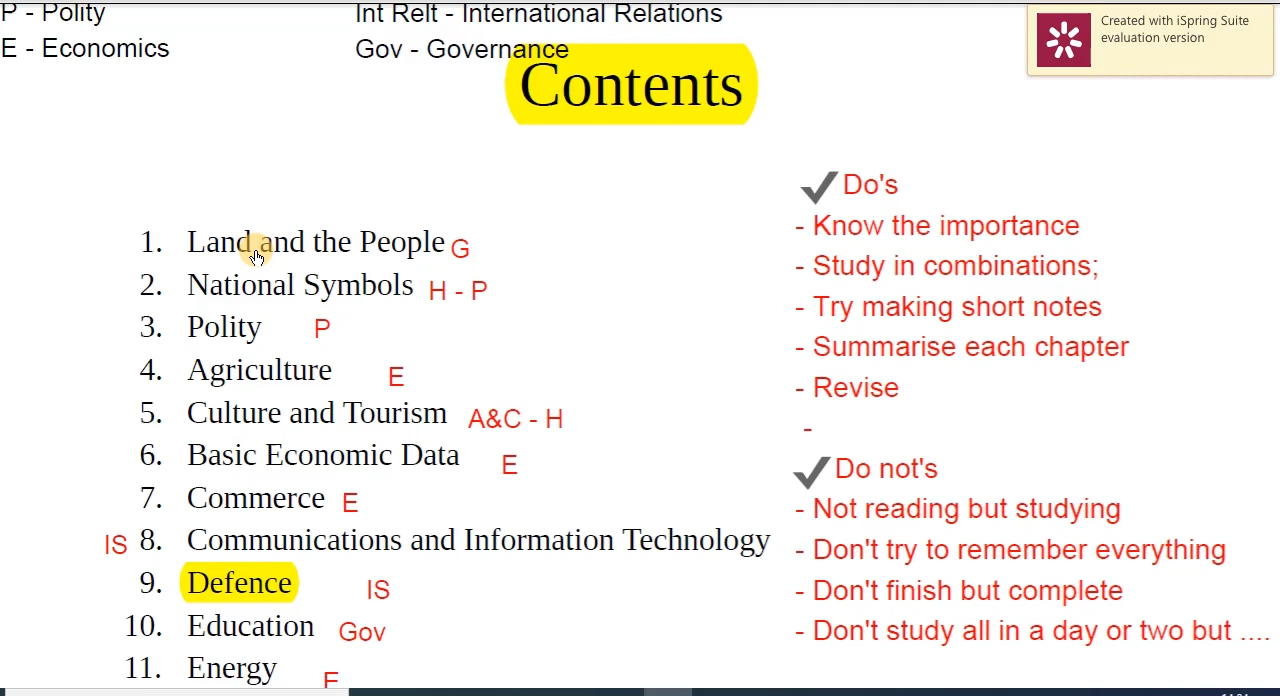 P - Polity
Int Relt - International Relations
E - Economics
Gov - Governance
Created with iSpring Suite
evaluation version
Contents
1. Land and the People G
2. National Symbols H - P
3. Polity P
4. Agriculture E
5. Culture and Tourism A&C - H
6. Basic Economic Data E
7. Commerce E
IS 8. Communications and Information Technology
9. Defence IS
10. Education Gov
11. Energy
Do's
- Know the importance
- Study in combinations;
- Try making short notes
- Summarise each chapter
- Revise
-
Do not's
- Not reading but studying
- Don't try to remember everything
- Don't finish but complete
- Don't study all in a day or two but ....